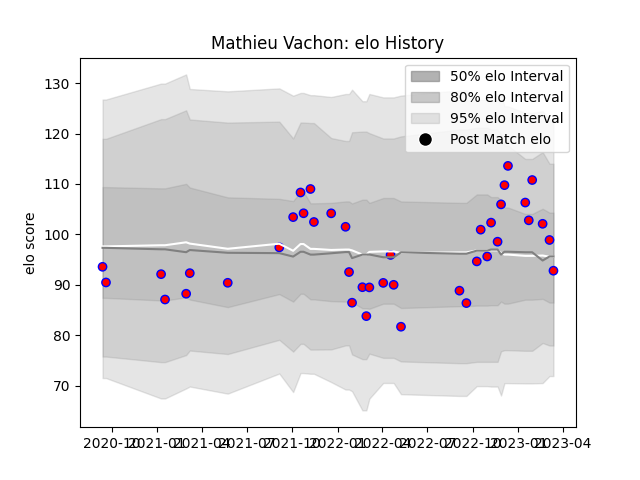 Mathieu Vachon: elo History
130
120
110
100
90
80
70
elo score
50% elo Interval
80% elo Interval
95% elo Interval
Post Match elo
2020-10 2021-01 2021-04 2021-07 2021-10 2022-01 2022-04 2022-07 2022-10 2023-01 2023-04